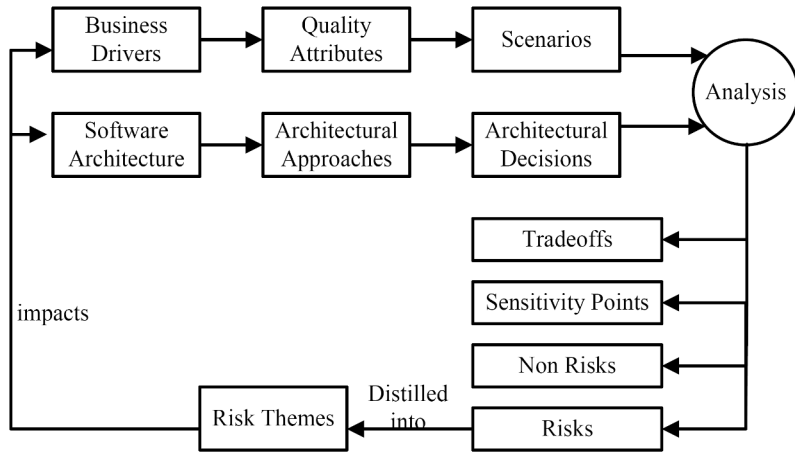 Business
Drivers
Quality
Attributes
Scenarios
Analysis
Software
Architecture
Architectural
Approaches
Architectural
Decisions
Tradeoffs
Sensitivity Points
impacts
Non Risks
Distilled
into
Risk Themes
Risks